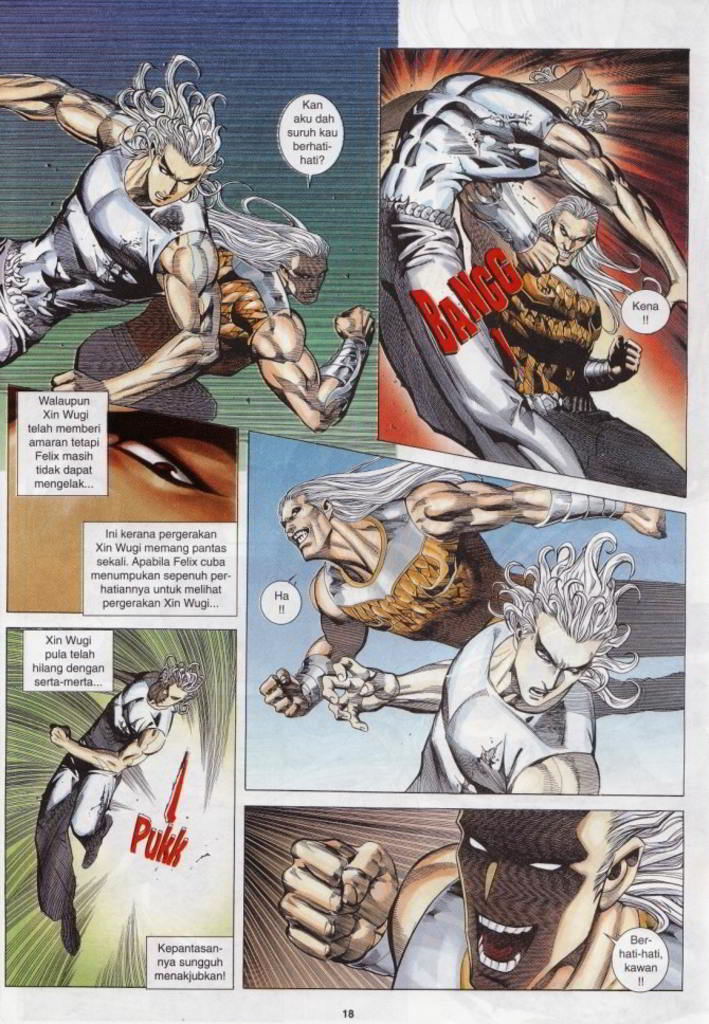 Kan
aku dah
suruh kau
berhati-
hati?
BANGG
!
Kena
!!
Walaupun
Xin Wugi
telah memberi
amaran tetapi
Felix masih
tidak dapat
mengelak...
Ini kerana pergerakan
Xin Wugi memang pantas
sekali. Apabila Felix cuba
menumpukan sepenuh per-
hatiannya untuk melihat
pergerakan Xin Wugi...
Ha
!!
Xin Wugi
pula telah
hilang dengan
serta-merta...
PUKK
!
Kepantasan-
nya sungguh
menakjubkan!
Ber-
hati-hati,
kawan
!!
18